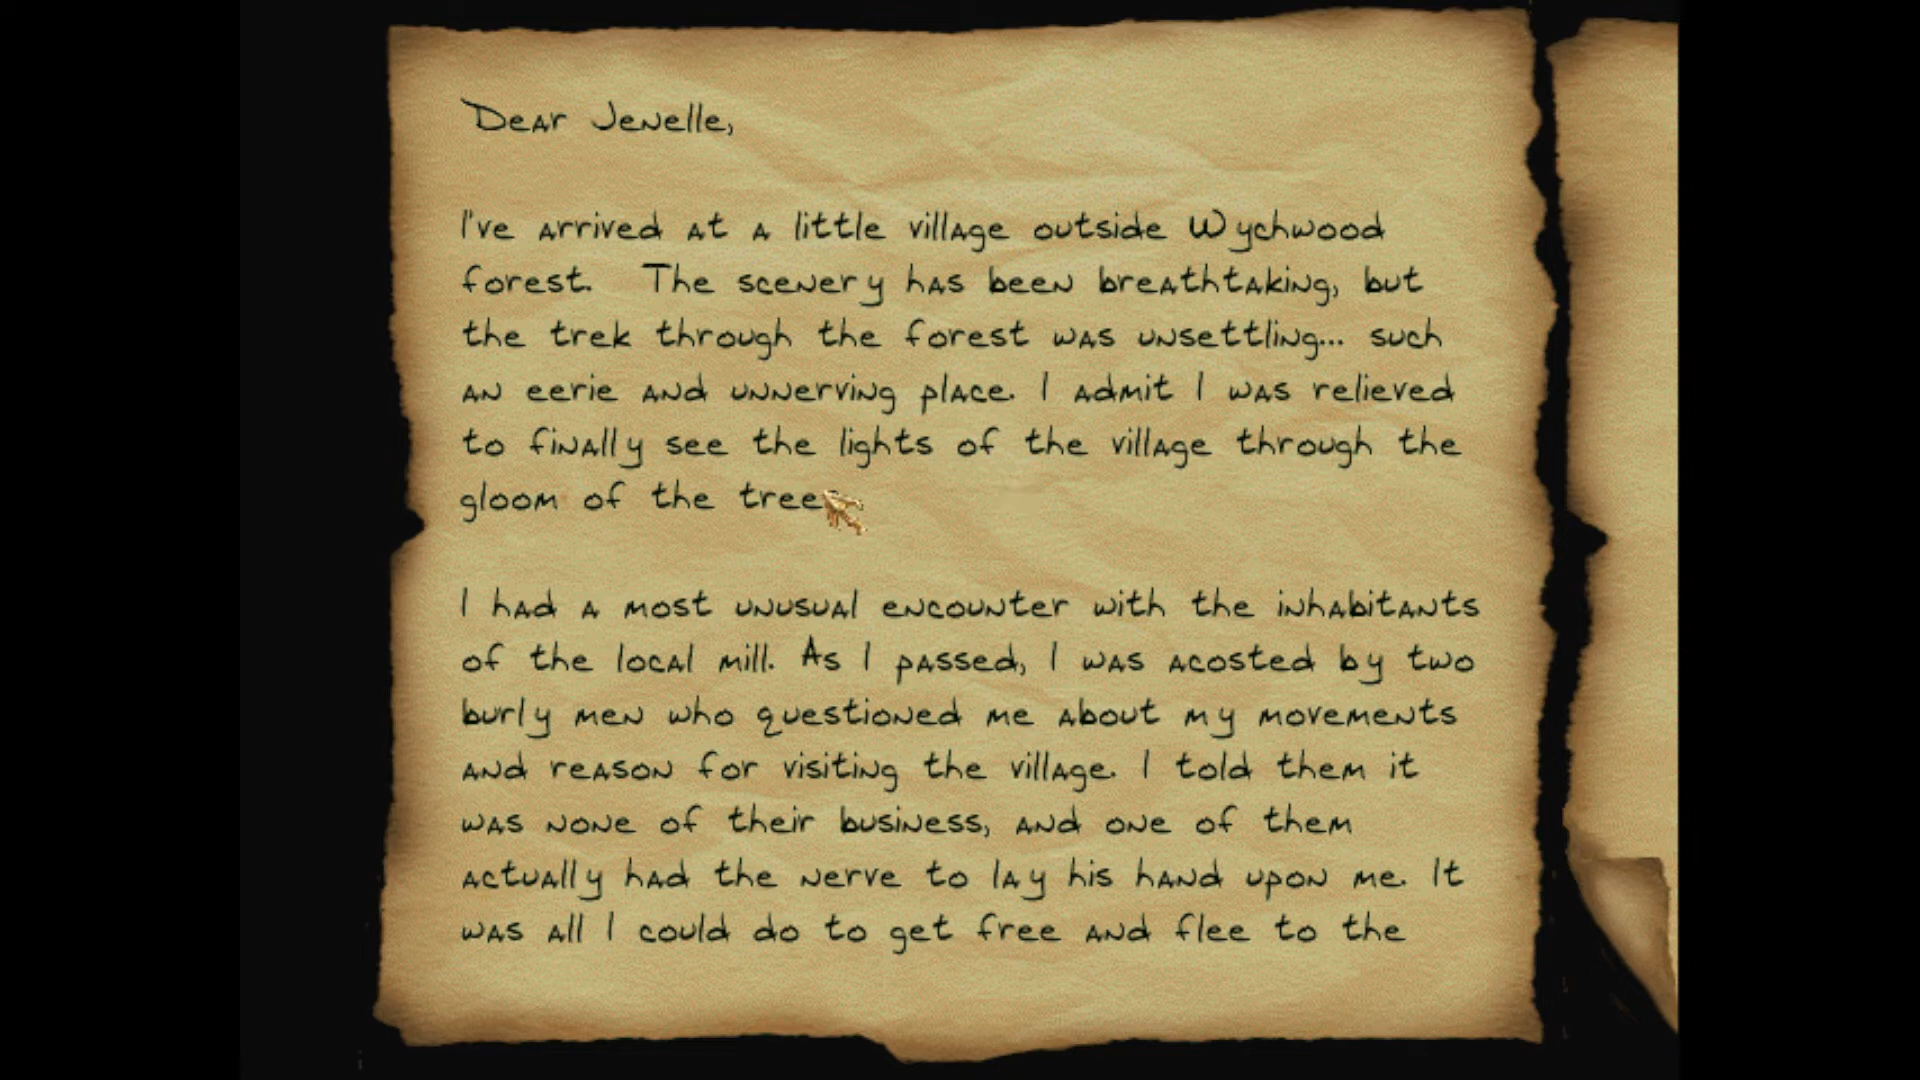 Dear Jenelle,
I've arrived at a little village outside Wychwood
forest. The scenery has been breathtaking, but
the trek through the forest was unsettling... such
an eerie and unnerving place. I admit I was relieved
to finally see the lights of the village through the
gloom of the tree
I had a most unusual encounter with the inhabitants
of the local mill. As I passed, I was acosted by two
burly men who questioned me about my movements
and reason for visiting the village. I told them it
was none of their business, and one of them
actually had the nerve to lay his hand upon me. It
was all I could do to get free and flee to the